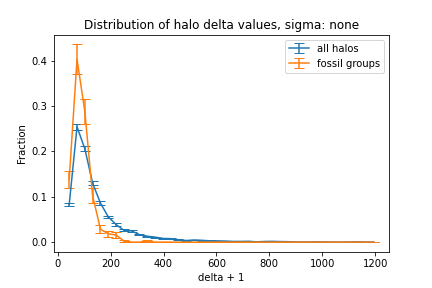 Distribution of halo delta values, sigma: none
all halos
fossil groups
Fraction
0.4
0.3
0.2
0.1
0.0
0 200 400 600 800 1000 1200
delta + 1